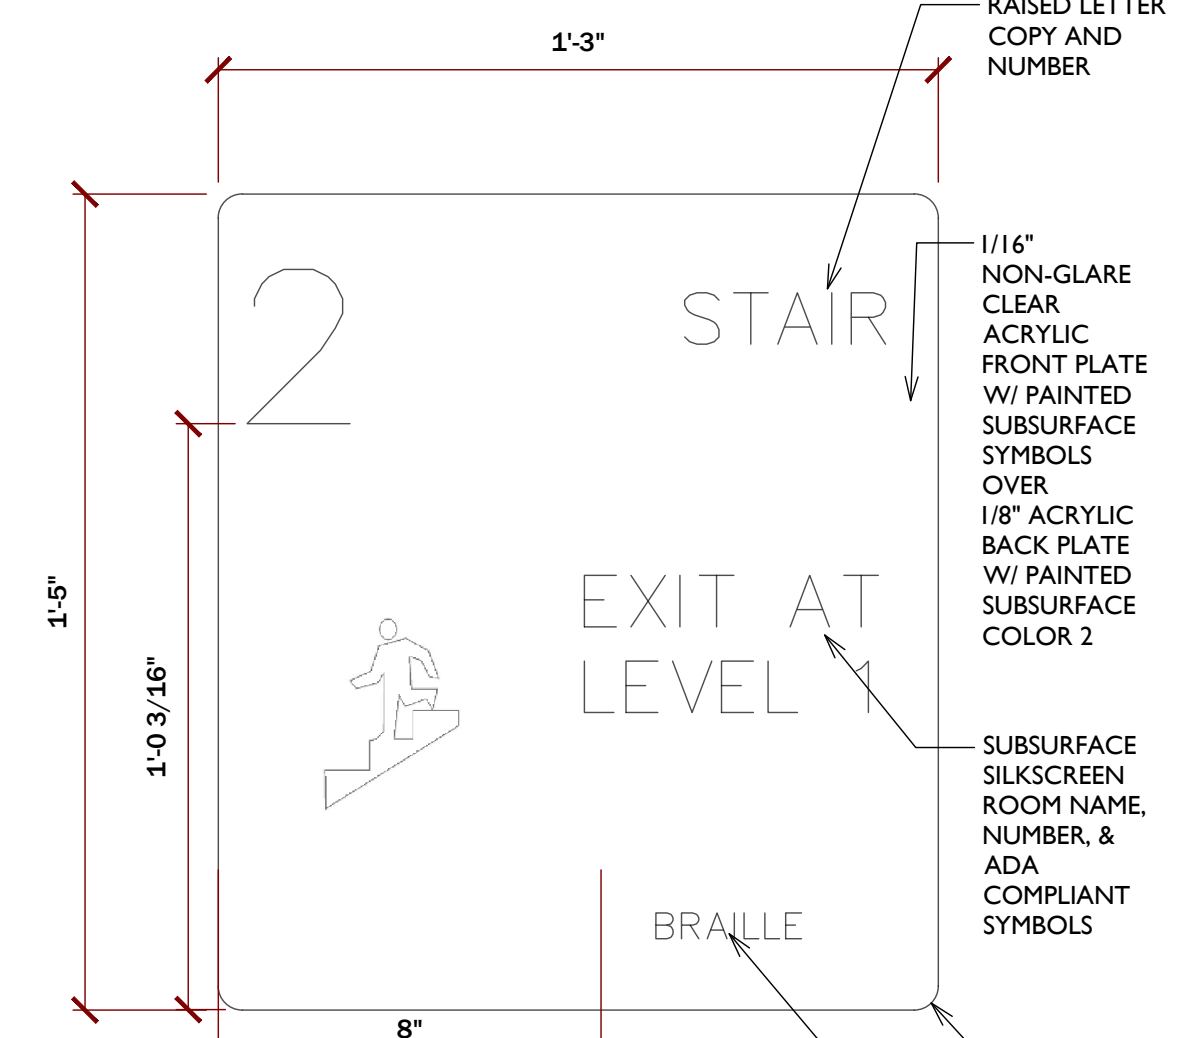 RAISED LETTER
COPY AND
NUMBER
1'-3"
2
STAIR
1/16"
NON-GLARE
CLEAR
ACRYLIC
FRONT PLATE
W/ PAINTED
SUBSURFACE
SYMBOLS
OVER
1/8" ACRYLIC
BACK PLATE
W/ PAINTED
SUBSURFACE
COLOR 2
1'-5"
1'-0 3/16"
EXIT AT
LEVEL 1
SUBSURFACE
SILKSCREEN
ROOM NAME,
NUMBER, &
ADA
COMPLIANT
SYMBOLS
BRAILLE
8"